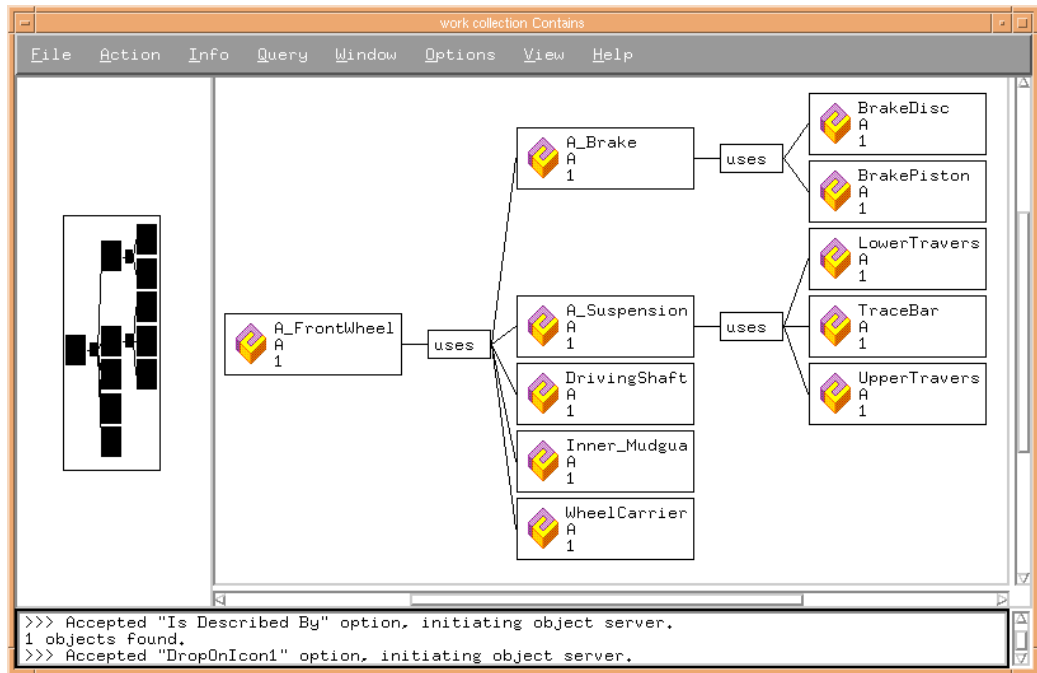 work collection Contains
File Action Info Query Window Options View Help
A_FrontWheel
A
1
uses
A_Brake
A
1
uses
BrakeDisc
A
1
BrakePiston
A
1
A_Suspension
A
1
uses
LowerTravers
A
1
TraceBar
A
1
UpperTravers
A
1
DrivingShaft
A
1
Inner_Mudgua
A
1
WheelCarrier
A
1
>>> Accepted "Is Described By" option, initiating object server.
1 objects found.
>>> Accepted "DropOnIcon1" option, initiating object server.